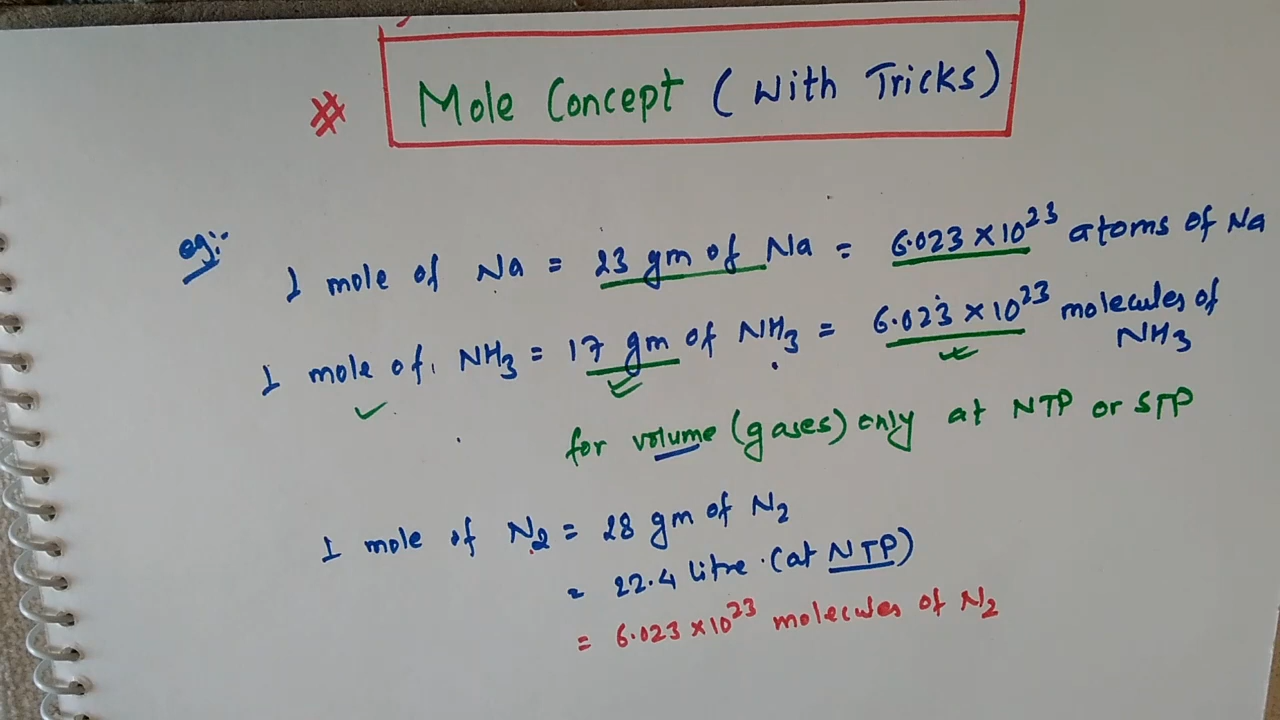 # Mole Concept (With Tricks)
eg:-
1 mole of Na = 23 gm of Na = 6.023 × 10²³ atoms of Na
1 mole of NH₃ = 17 gm of NH₃ = 6.023 × 10²³ molecules of
NH₃
for volume (gases) only at NTP or STP
1 mole of N₂ = 28 gm of N₂
= 22.4 litre (at NTP)
= 6.023 × 10²³ molecules of N₂